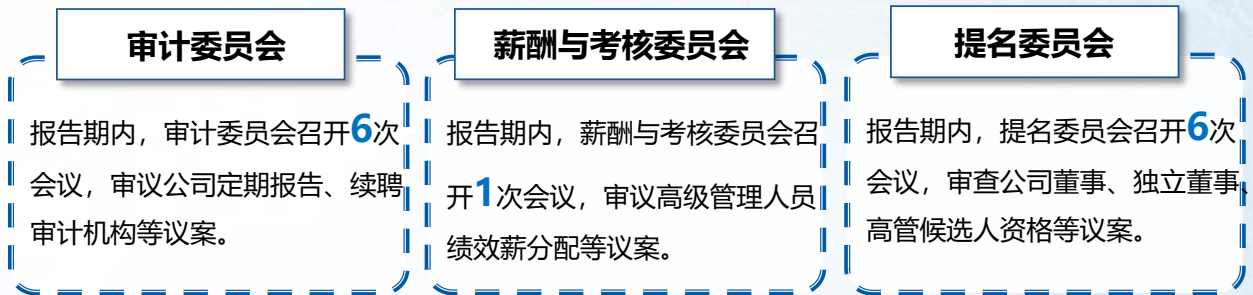 审计委员会
报告期内，审计委员会召开6次
会议，审议公司定期报告、续聘
审计机构等议案。
薪酬与考核委员会
报告期内，薪酬与考核委员会召
开1次会议，审议高级管理人员
绩效薪分配等议案。
提名委员会
报告期内，提名委员会召开6次
会议，审查公司董事、独立董事、
高管候选人资格等议案。